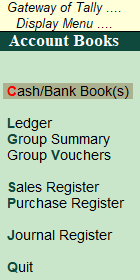 Gateway of Tally ....
Display Menu ....
Account Books
Cash/Bank Book(s)
Ledger
Group Summary
Group Vouchers
Sales Register
Purchase Register
Journal Register
Quit